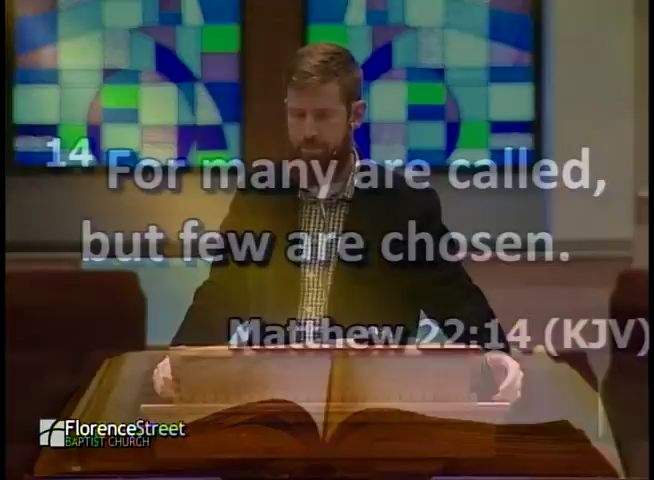 14 For many are called,
but few are chosen.
Matthew 22:14 (KJV)
FlorenceStreet
BAPTIST CHURCH